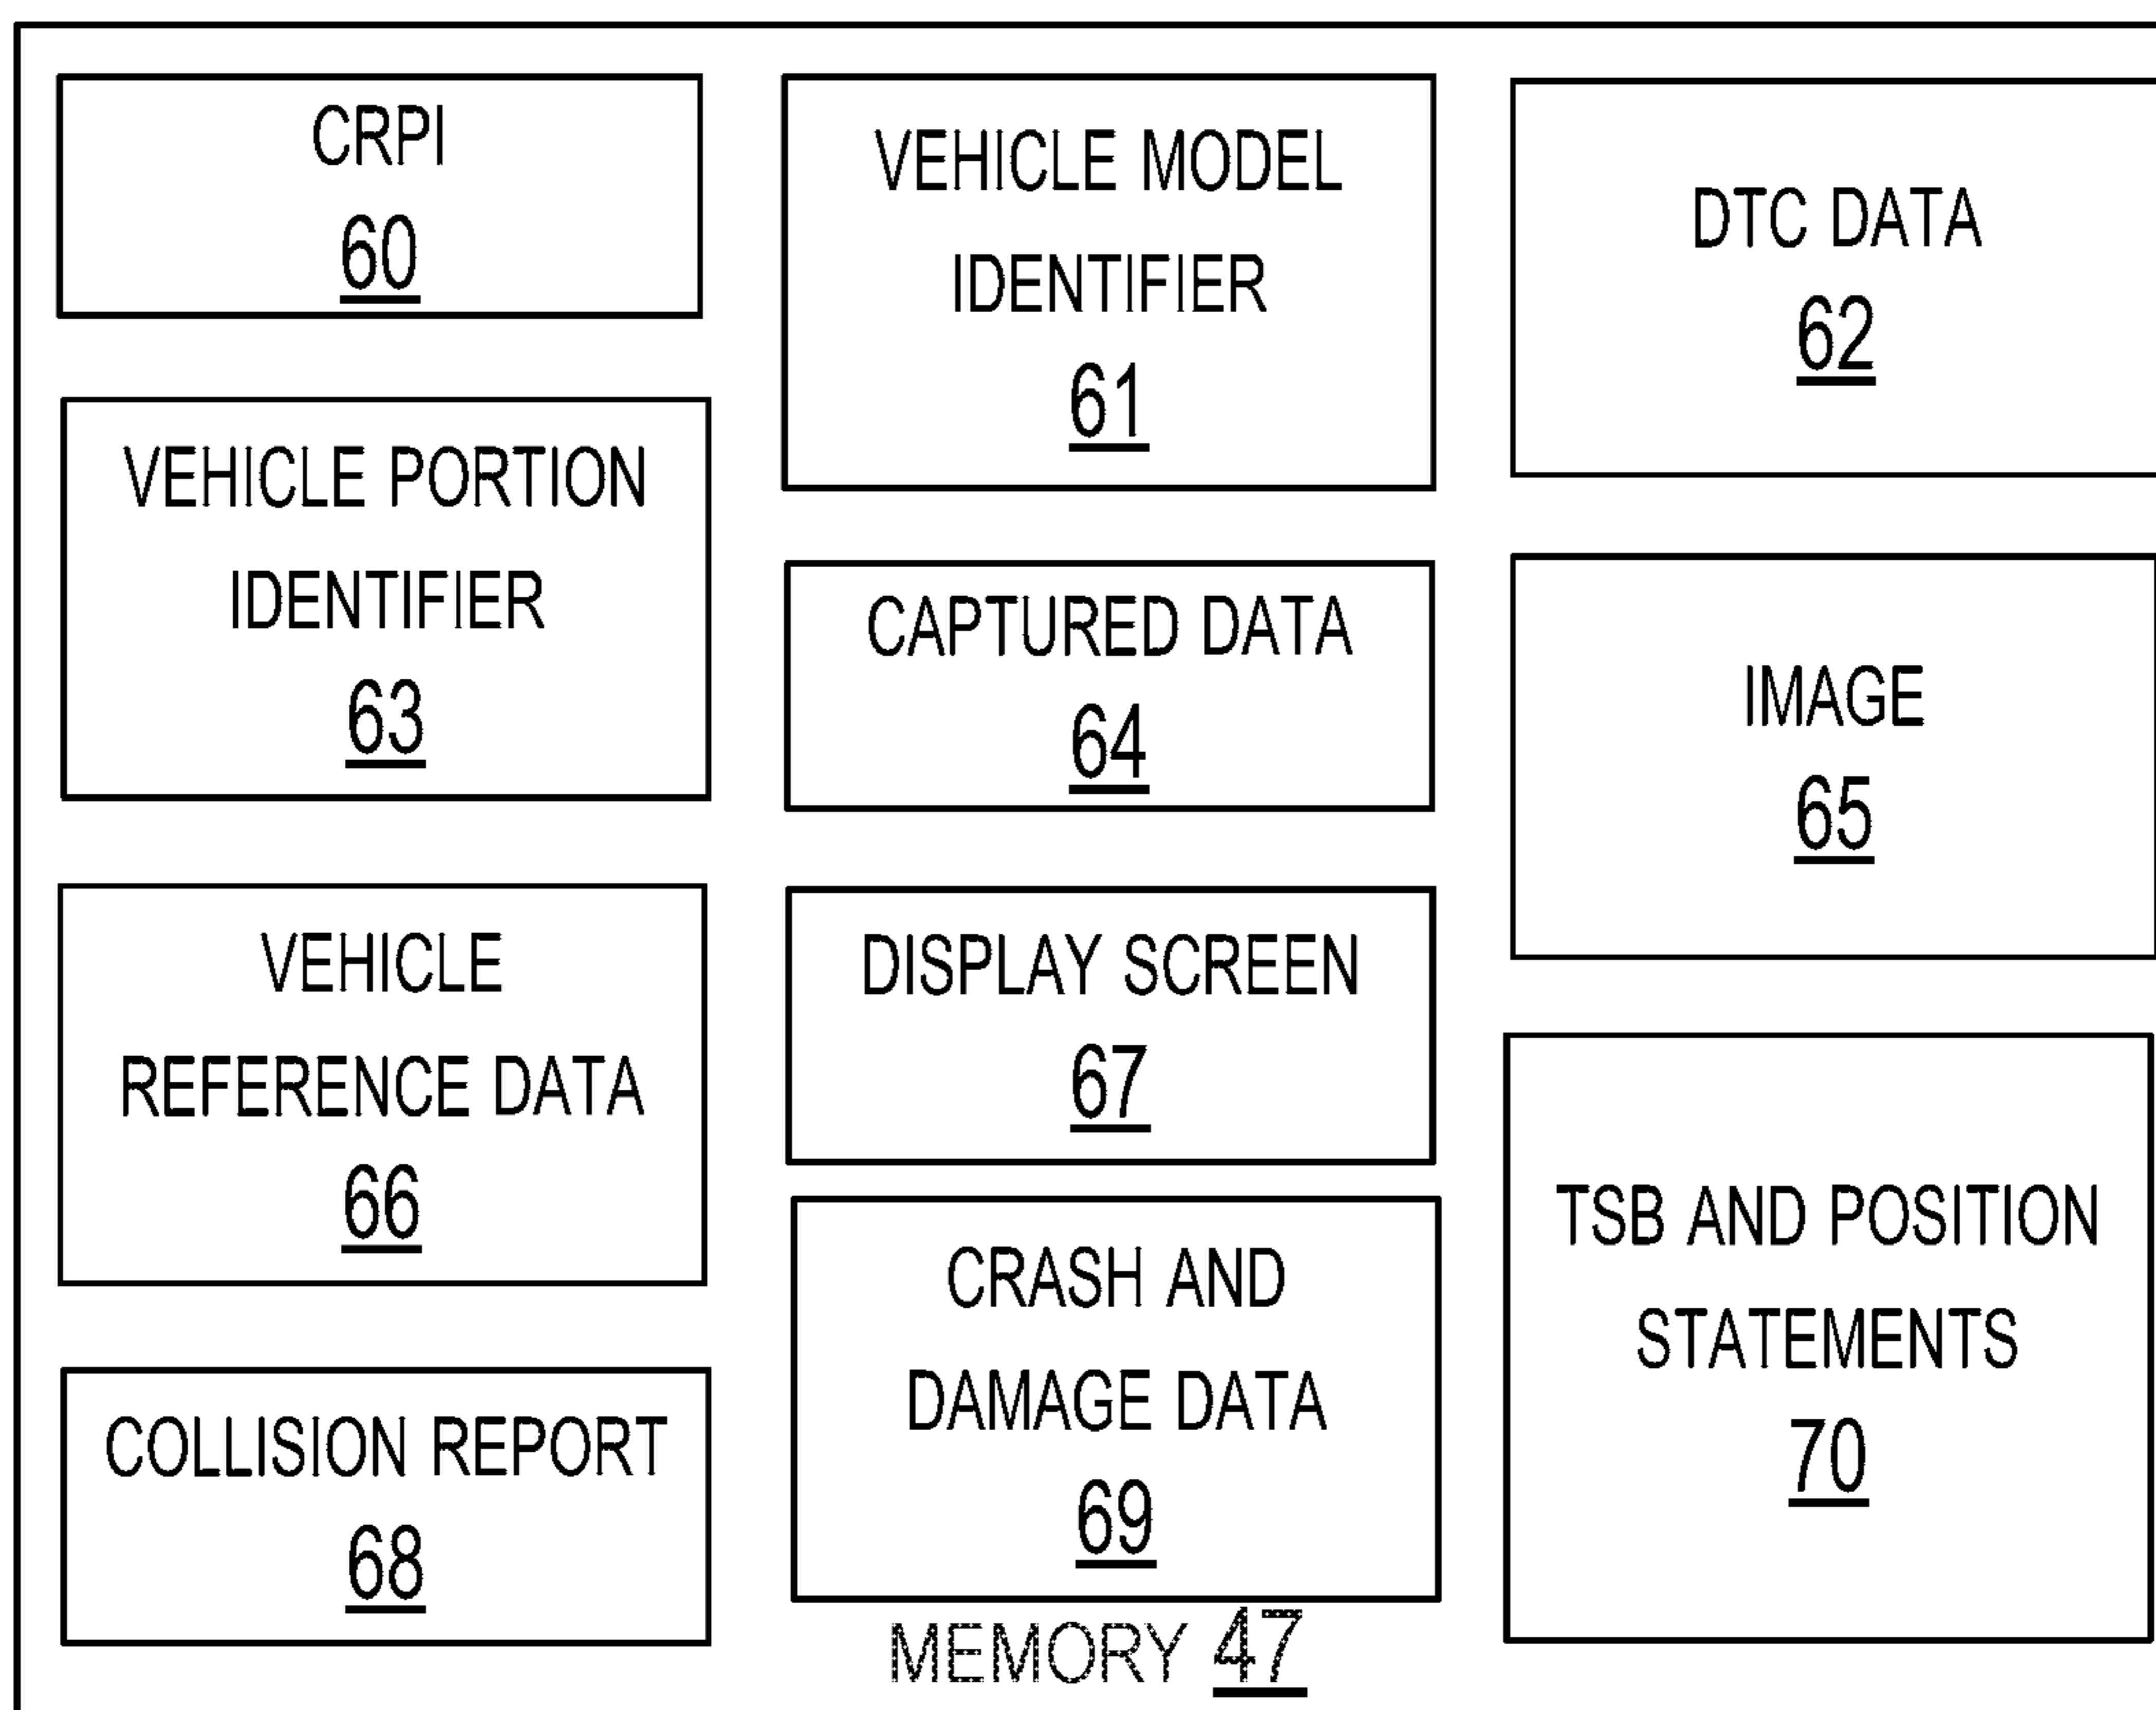 CRPI
60
VEHICLE MODEL
IDENTIFIER
61
DTC DATA
62
VEHICLE PORTION
IDENTIFIER
63
CAPTURED DATA
64
IMAGE
65
VEHICLE
REFERENCE DATA
66
DISPLAY SCREEN
67
COLLISION REPORT
68
CRASH AND
DAMAGE DATA
69
TSB AND POSITION
STATEMENTS
70
MEMORY 47